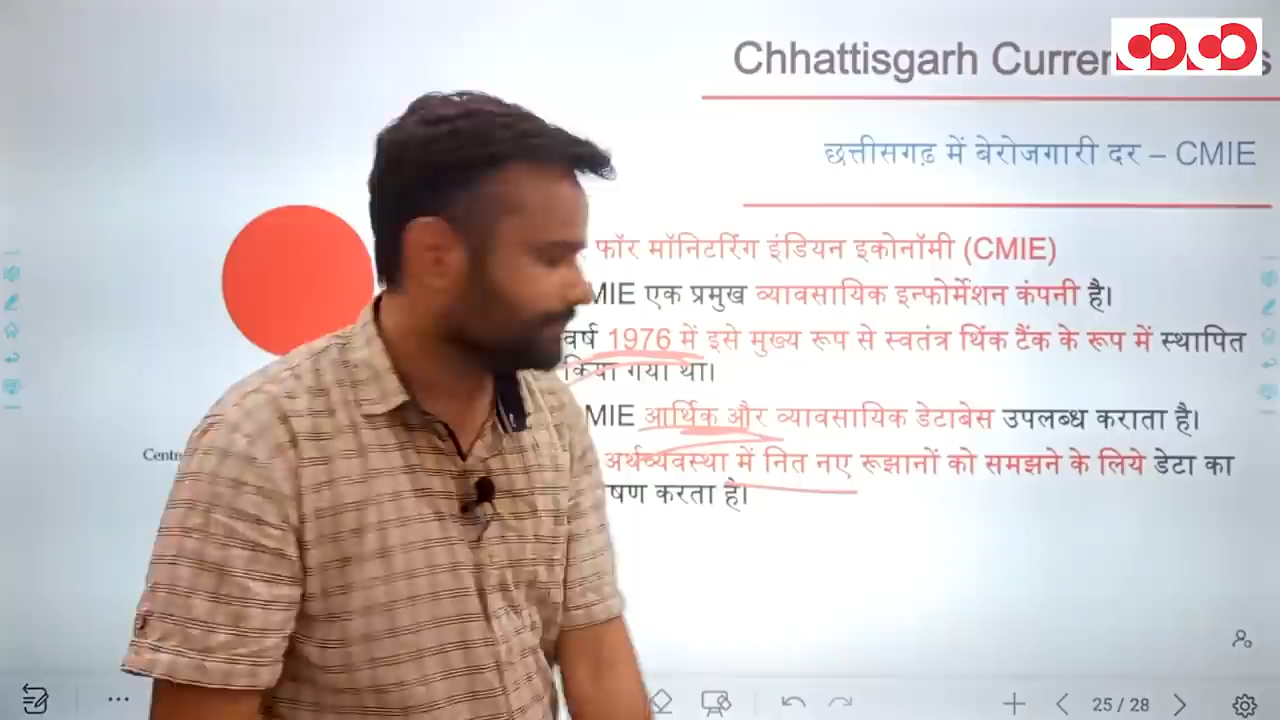 Chhattisgarh
छत्तीसगढ़ में बेरोजगारी दर – CMIE
फॉर मॉनिटरिंग इंडियन इकोनॉमी (CMIE)
MIE एक प्रमुख व्यावसायिक इन्फोर्मेशन कंपनी है।
वर्ष 1976 में इसे मुख्य रूप से स्वतंत्र थिंक टैंक के रूप में स्थापित
किया गया था।
MIE आर्थिक और व्यावसायिक डेटाबेस उपलब्ध कराता है।
अर्थव्यवस्था में नित नए रूझानों को समझने के लिये डेटा का
षण करता है।
25 / 28